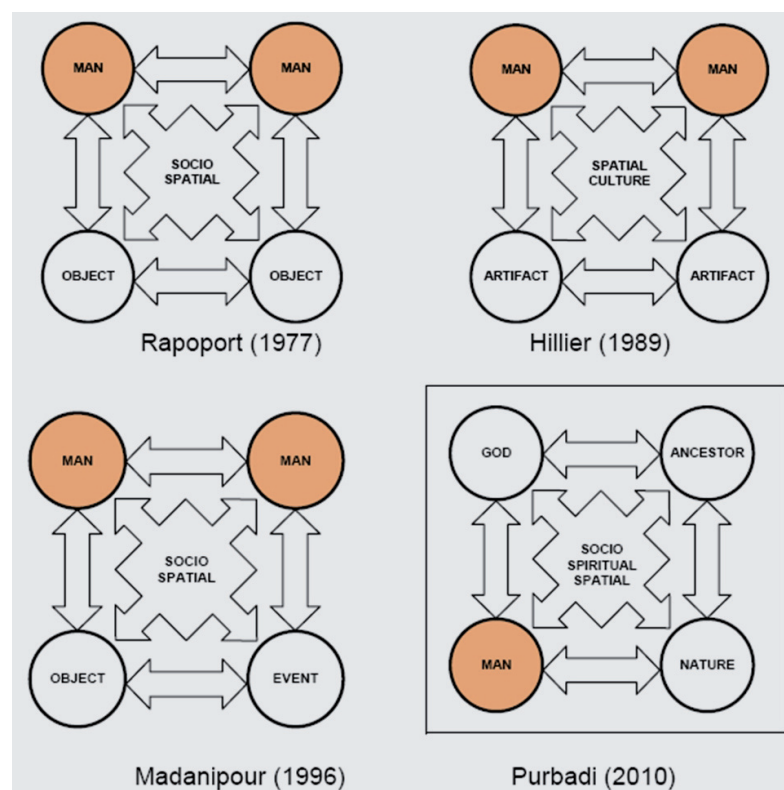 MAN
MAN
SOCIO
SPATIAL
OBJECT
OBJECT
Rapoport (1977)
MAN
MAN
SPATIAL
CULTURE
ARTIFACT
ARTIFACT
Hillier (1989)
MAN
MAN
SOCIO
SPATIAL
OBJECT
EVENT
Madanipour (1996)
GOD
ANCESTOR
SOCIO
SPIRITUAL
SPATIAL
MAN
NATURE
Purbadi (2010)